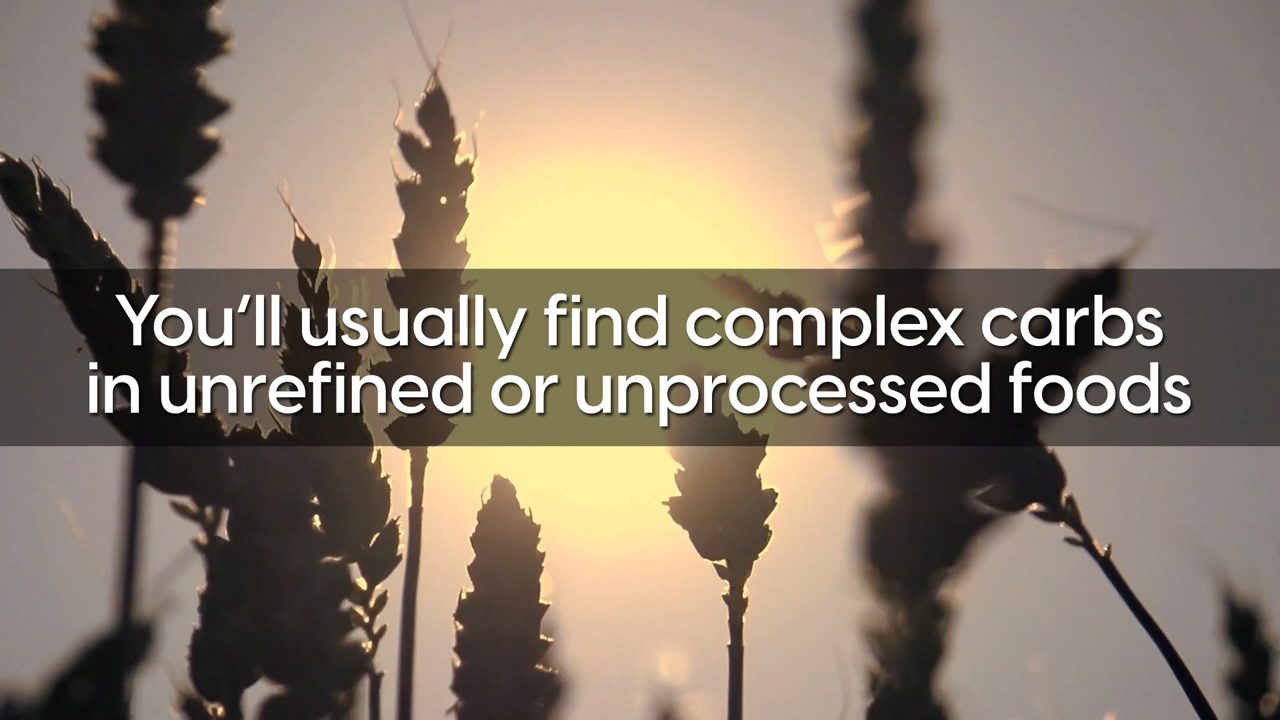 You‘ll usually find complex carbs
in unrefined or unprocessed foods